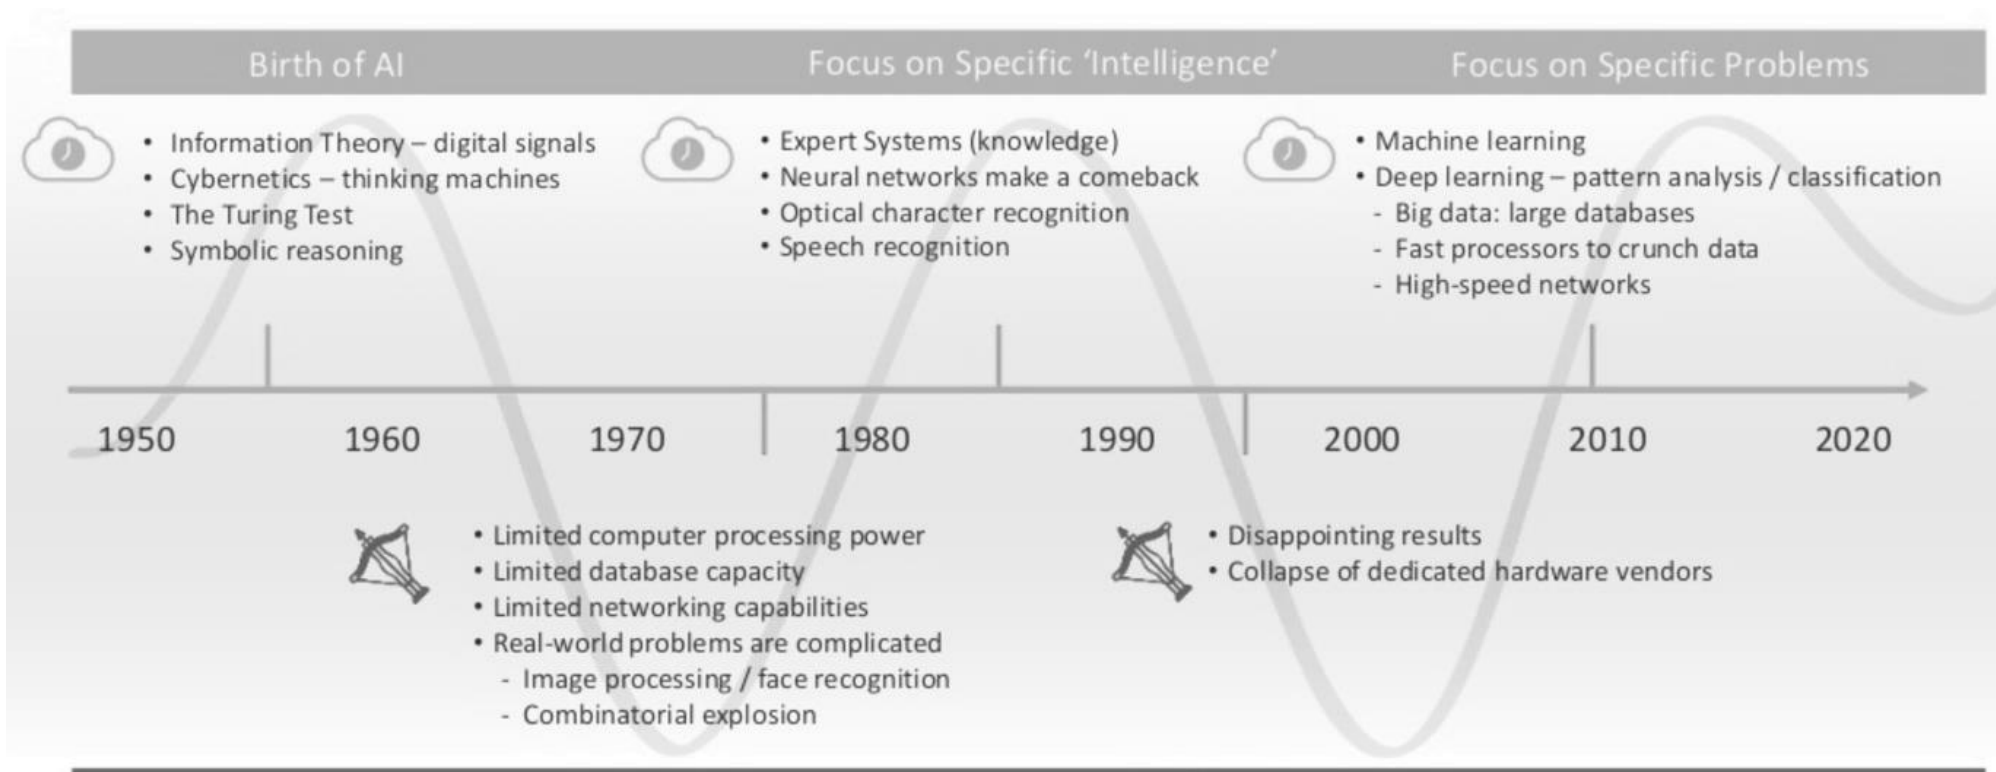 Birth of AI
Focus on Specific ‘Intelligence’
Focus on Specific Problems
• Information Theory – digital signals
• Cybernetics – thinking machines
• The Turing Test
• Symbolic reasoning
• Expert Systems (knowledge)
• Neural networks make a comeback
• Optical character recognition
• Speech recognition
• Machine learning
• Deep learning – pattern analysis / classification
- Big data: large databases
- Fast processors to crunch data
- High-speed networks
1950 1960 1970 1980 1990 2000 2010 2020
• Limited computer processing power
• Limited database capacity
• Limited networking capabilities
• Real-world problems are complicated
- Image processing / face recognition
- Combinatorial explosion
• Disappointing results
• Collapse of dedicated hardware vendors